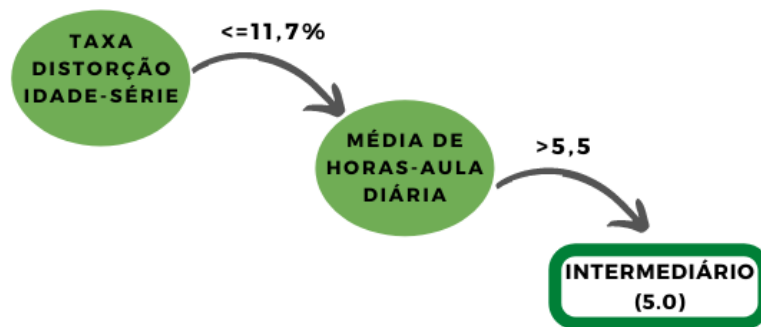 TAXA
DISTORÇÃO
IDADE-SÉRIE
<=11,7%
MÉDIA DE
HORAS-AULA
DIÁRIA
>5,5
INTERMEDIÁRIO
(5.0)